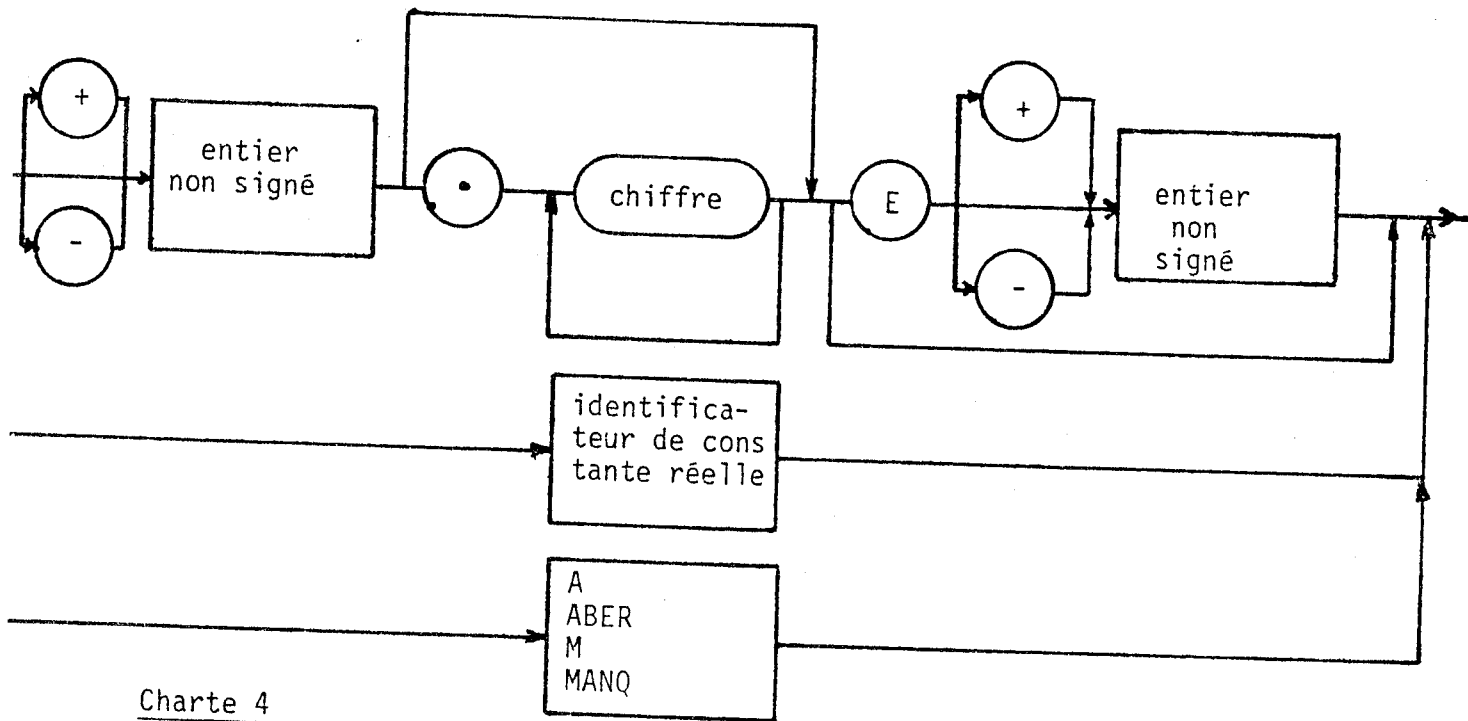 +
entier
non signé
-
.
chiffre
E
+
-
entier
non
signé
identifica-
teur de cons
tante réelle
A
ABER
M
MANQ
Charte 4